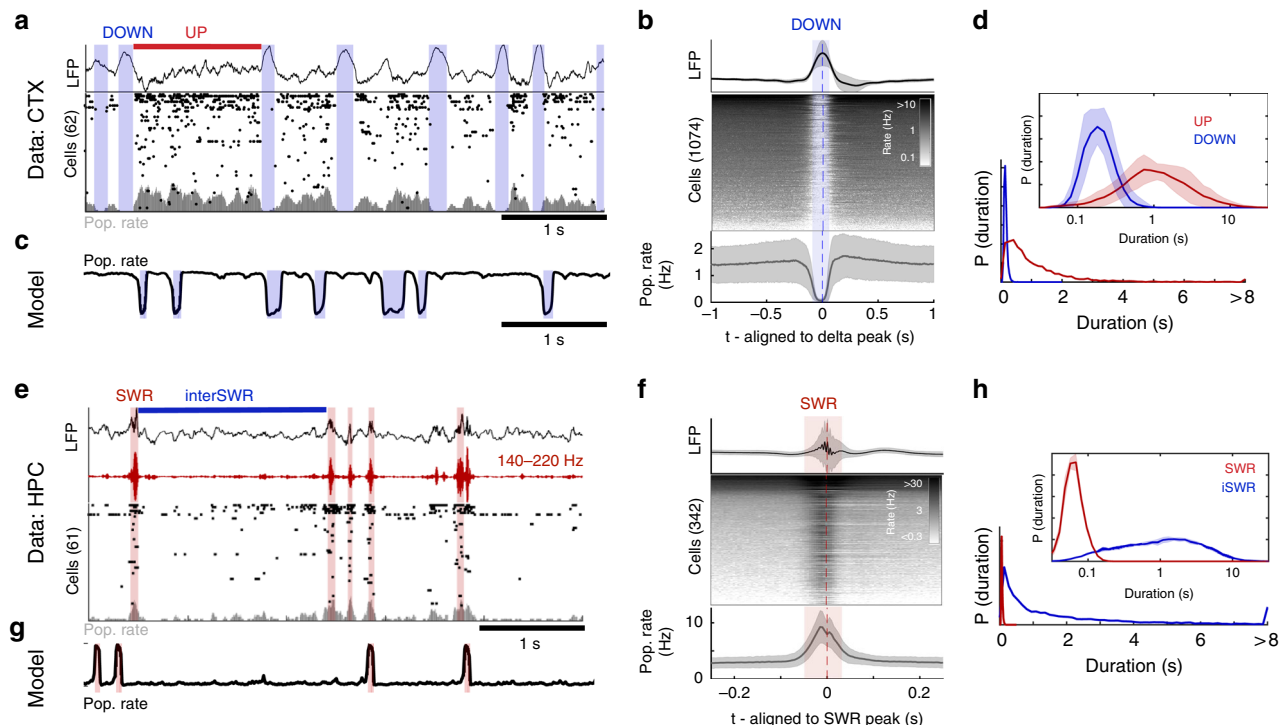 a
DOWN UP
LFP
Data: CTX
Cells (62)
Pop. rate
1 s
b
DOWN
LFP
Cells (1074)
Rate (Hz)
>10
1
0.1
Pop. rate
(Hz)
2
1
0
−1 −0.5 0 0.5 1
t - aligned to delta peak (s)
c
Pop. rate
Model
1 s
d
P (duration)
UP
DOWN
0.1 1 10
Duration (s)
P (duration)
0 2 4 6 >8
Duration (s)
e
SWR interSWR
LFP
140–220 Hz
Data: HPC
Cells (61)
Pop. rate
1 s
f
SWR
LFP
Cells (342)
Rate (Hz)
>30
3
<0.3
Pop. rate
(Hz)
10
5
0
−0.2 0 0.2
t - aligned to SWR peak (s)
g
Model
Pop. rate
h
P (duration)
SWR
iSWR
0.1 1 10
Duration (s)
P (duration)
0 2 4 6 >8
Duration (s)